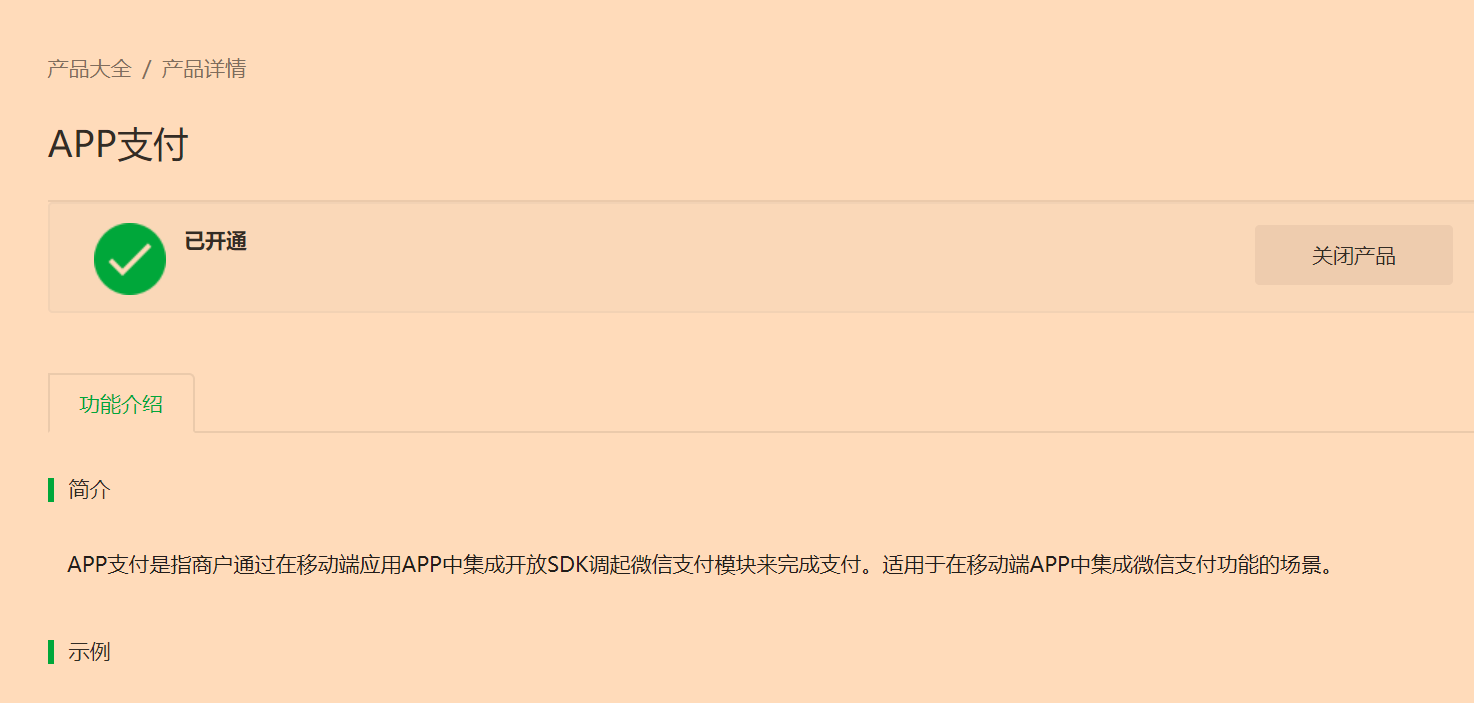 产品大全 / 产品详情
APP支付
已开通
关闭产品
功能介绍
简介
APP支付是指商户通过在移动端应用APP中集成开放SDK调起微信支付模块来完成支付。适用于在移动端APP中集成微信支付功能的场景。
示例